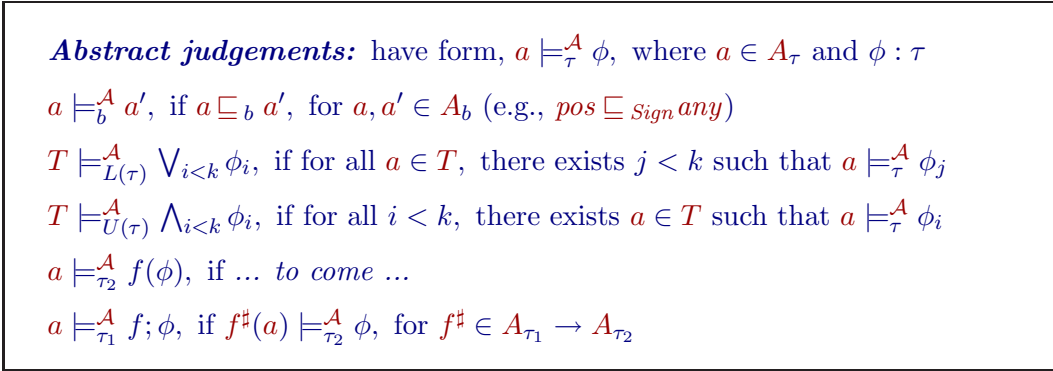 Abstract judgements: have form, a ⊨^𝒜_τ ϕ, where a ∈ A_τ and ϕ : τ
a ⊨^𝒜_b a′, if a ⊑_b a′, for a, a′ ∈ A_b (e.g., pos ⊑_Sign any)
T ⊨^𝒜_L(τ) ⋁_i<k ϕ_i, if for all a ∈ T, there exists j < k such that a ⊨^𝒜_τ ϕ_j
T ⊨^𝒜_U(τ) ⋀_i<k ϕ_i, if for all i < k, there exists a ∈ T such that a ⊨^𝒜_τ ϕ_i
a ⊨^𝒜_τ₂ f(ϕ), if ... to come ...
a ⊨^𝒜_τ₁ f; ϕ, if f^♯(a) ⊨^𝒜_τ₂ ϕ, for f^♯ ∈ A_τ₁ → A_τ₂